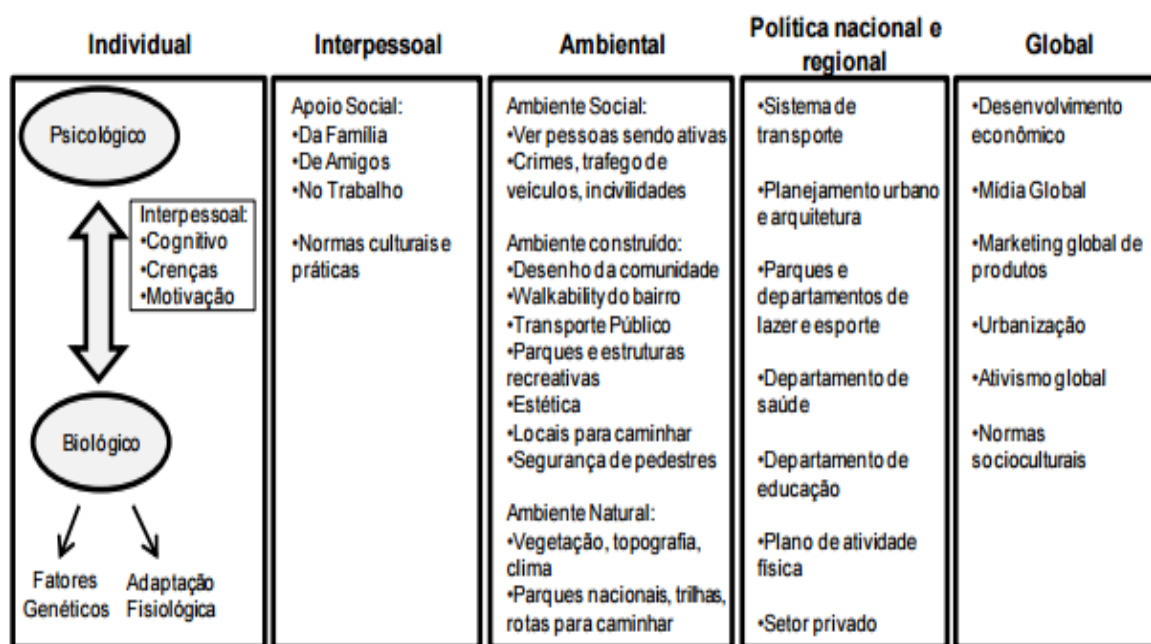 Individual
Psicológico
Interpessoal:
•Cognitivo
•Crenças
•Motivação
Biológico
Fatores
Genéticos
Adaptação
Fisiológica
Interpessoal
Apoio Social:
•Da Família
•De Amigos
•No Trabalho
•Normas culturais e
práticas
Ambiental
Ambiente Social:
•Ver pessoas sendo ativas
•Crimes, trafego de
veículos, incivilidades
Ambiente construído:
•Desenho da comunidade
•Walkability do bairro
•Transporte Público
•Parques e estruturas
recreativas
•Estética
•Locais para caminhar
•Segurança de pedestres
Ambiente Natural:
•Vegetação, topografia,
clima
•Parques nacionais, trilhas,
rotas para caminhar
Política nacional e
regional
•Sistema de
transporte
•Planejamento urbano
e arquitetura
•Parques e
departamentos de
lazer e esporte
•Departamento de
saúde
•Departamento de
educação
•Plano de atividade
física
•Setor privado
Global
•Desenvolvimento
econômico
•Mídia Global
•Marketing global de
produtos
•Urbanização
•Ativismo global
•Normas
socioculturais